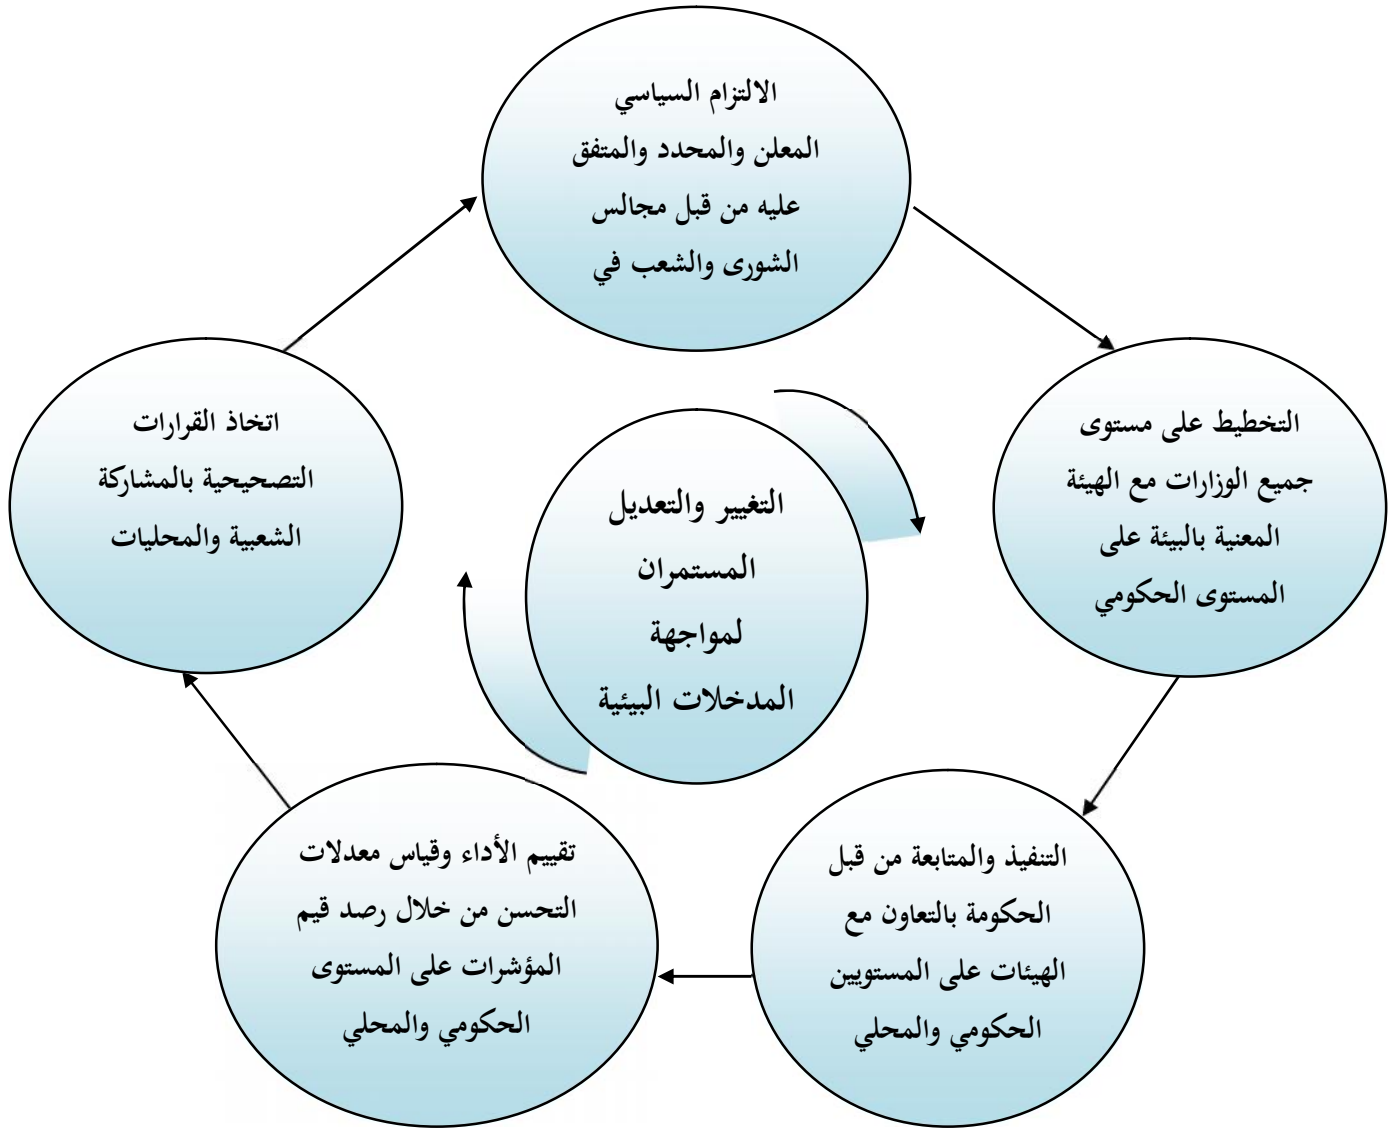 الالتزام السياسي
المعلن والمحدد والمتفق
عليه من قبل مجالس
الشورى والشعب في
التخطيط على مستوى
جميع الوزارات مع الهيئة
المعنية بالبيئة على
المستوى الحكومي
التنفيذ والمتابعة من قبل
الحكومة بالتعاون مع
الهيئات على المستويين
الحكومي والمحلي
تقييم الأداء وقياس معدلات
التحسن من خلال رصد قيم
المؤشرات على المستوى
الحكومي والمحلي
اتخاذ القرارات
التصحيحية بالمشاركة
الشعبية والمحليات
التغيير والتعديل
المستمران
لمواجهة
المدخلات البيئية